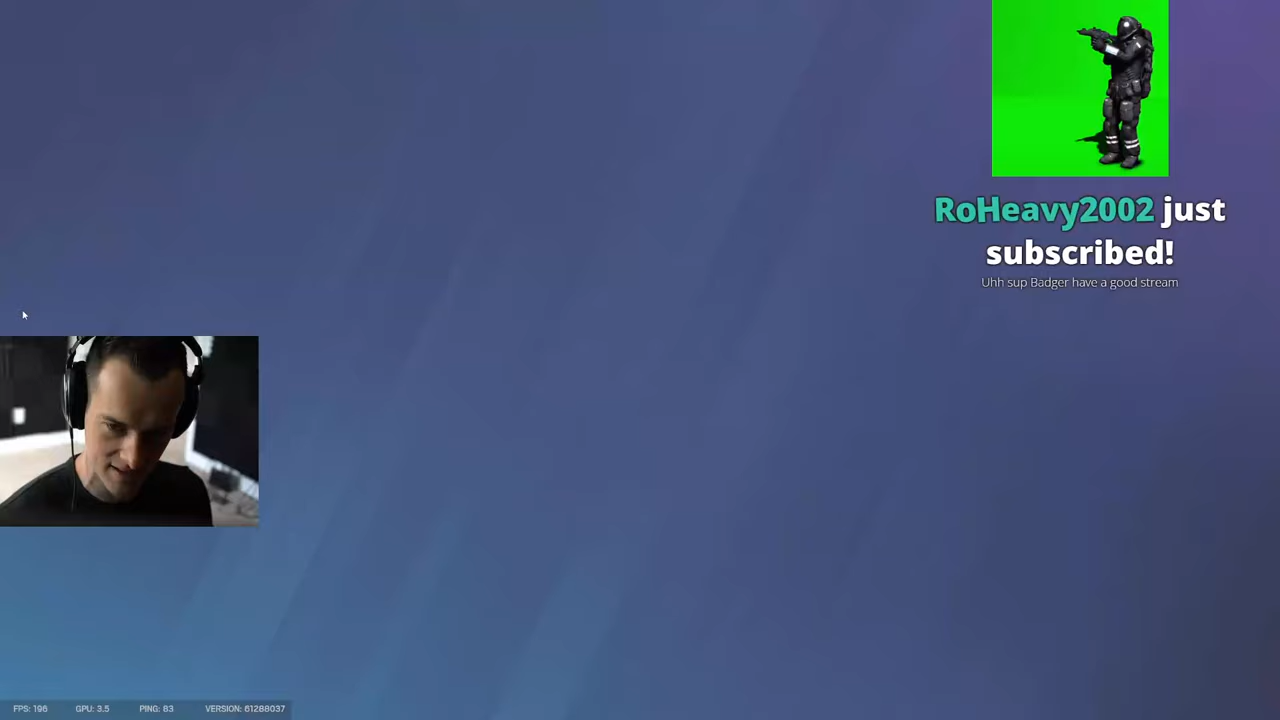 RoHeavy2002 just
subscribed!
Uhh sup Badger have a good stream
FPS: 196 GPU: 3.5 PING: 83 VERSION: 61288037